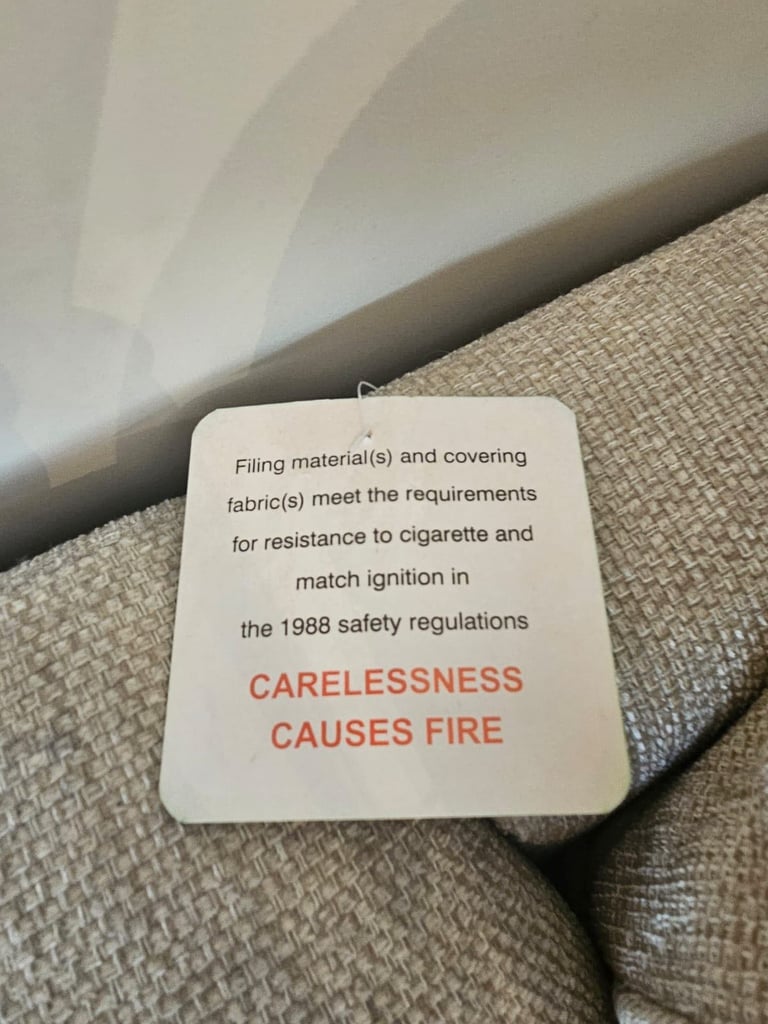 Filing material(s) and covering
fabric(s) meet the requirements
for resistance to cigarette and
match ignition in
the 1988 safety regulations
CARELESSNESS
CAUSES FIRE